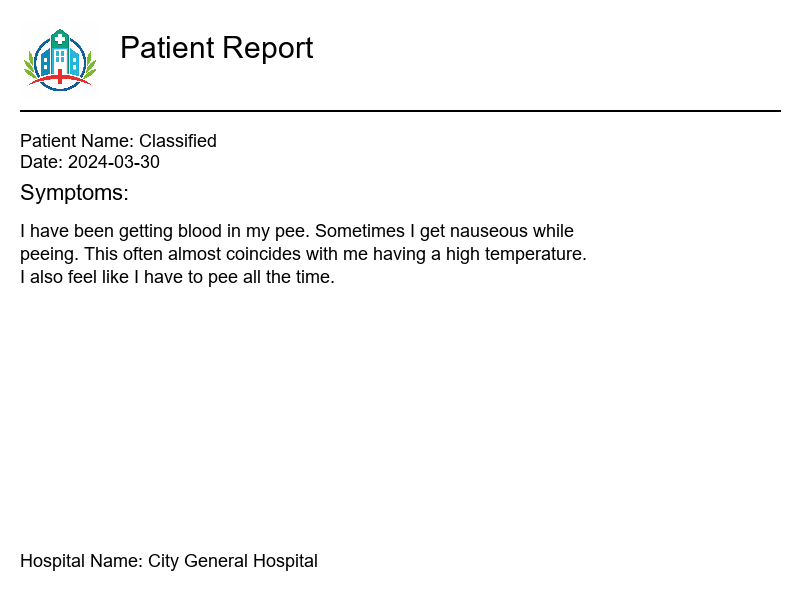 Patient Report
Patient Name: Classified
Date: 2024-03-30
Symptoms:
I have been getting blood in my pee. Sometimes I get nauseous while
peeing. This often almost coincides with me having a high temperature.
I also feel like I have to pee all the time.
Hospital Name: City General Hospital